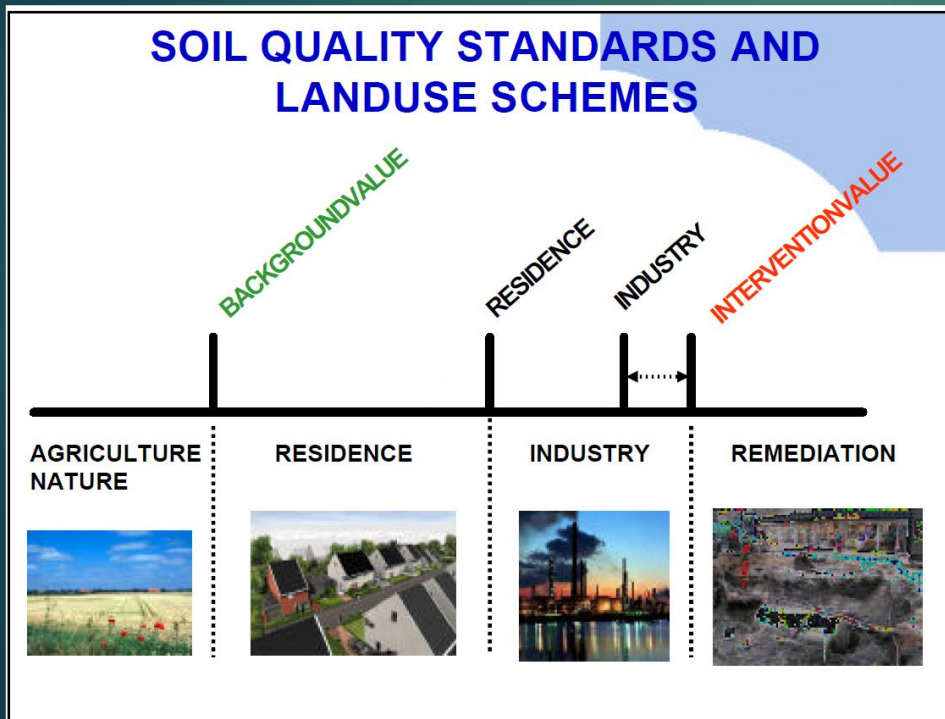 SOIL QUALITY STANDARDS AND
LANDUSE SCHEMES
BACKGROUNDVALUE
RESIDENCE
INDUSTRY
INTERVENTIONVALUE
AGRICULTURE
NATURE
RESIDENCE
INDUSTRY
REMEDIATION